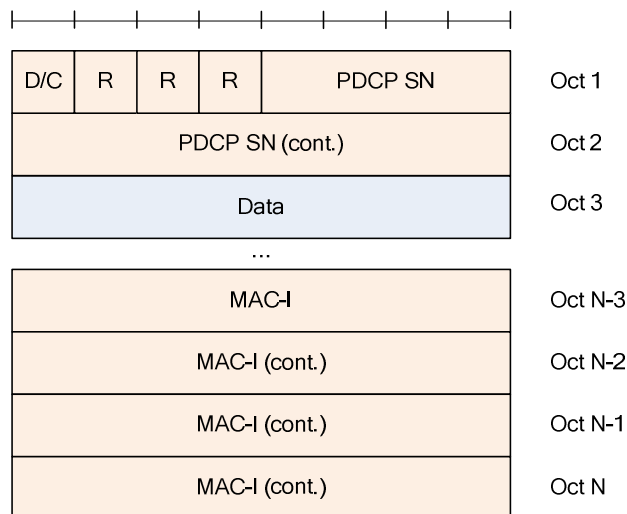 D/C R R R PDCP SN Oct 1
PDCP SN (cont.) Oct 2
Data Oct 3
...
MAC-I Oct N-3
MAC-I (cont.) Oct N-2
MAC-I (cont.) Oct N-1
MAC-I (cont.) Oct N